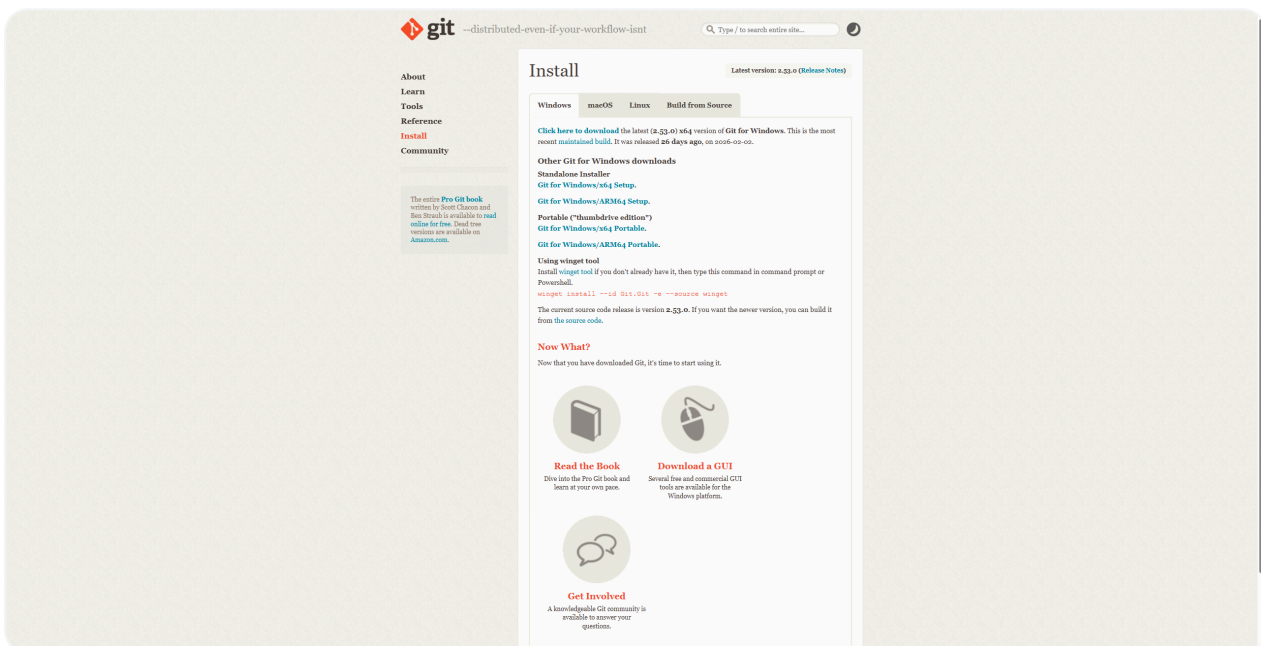 git --distributed-even-if-your-workflow-isnt
Type / to search entire site...
About
Learn
Tools
Reference
Install
Community
The entire Pro Git book
written by Scott Chacon and
Ben Straub is available to read
online for free. Dead tree
versions are available on
Amazon.com.
Install
Latest version: 2.53.0 (Release Notes)
Windows macOS Linux Build from Source
Click here to download the latest (2.53.0) x64 version of Git for Windows. This is the most
recent maintained build. It was released 26 days ago, on 2026-02-02.
Other Git for Windows downloads
Standalone Installer
Git for Windows/x64 Setup.
Git for Windows/ARM64 Setup.
Portable ("thumbdrive edition")
Git for Windows/x64 Portable.
Git for Windows/ARM64 Portable.
Using winget tool
Install winget tool if you don't already have it, then type this command in command prompt or
Powershell.
winget install --id Git.Git -e --source winget
The current source code release is version 2.53.0. If you want the newer version, you can build it
from the source code.
Now What?
Now that you have downloaded Git, it's time to start using it.
Read the Book
Dive into the Pro Git book and
learn at your own pace.
Download a GUI
Several free and commercial GUI
tools are available for the
Windows platform.
Get Involved
A knowledgeable Git community is
available to answer your
questions.